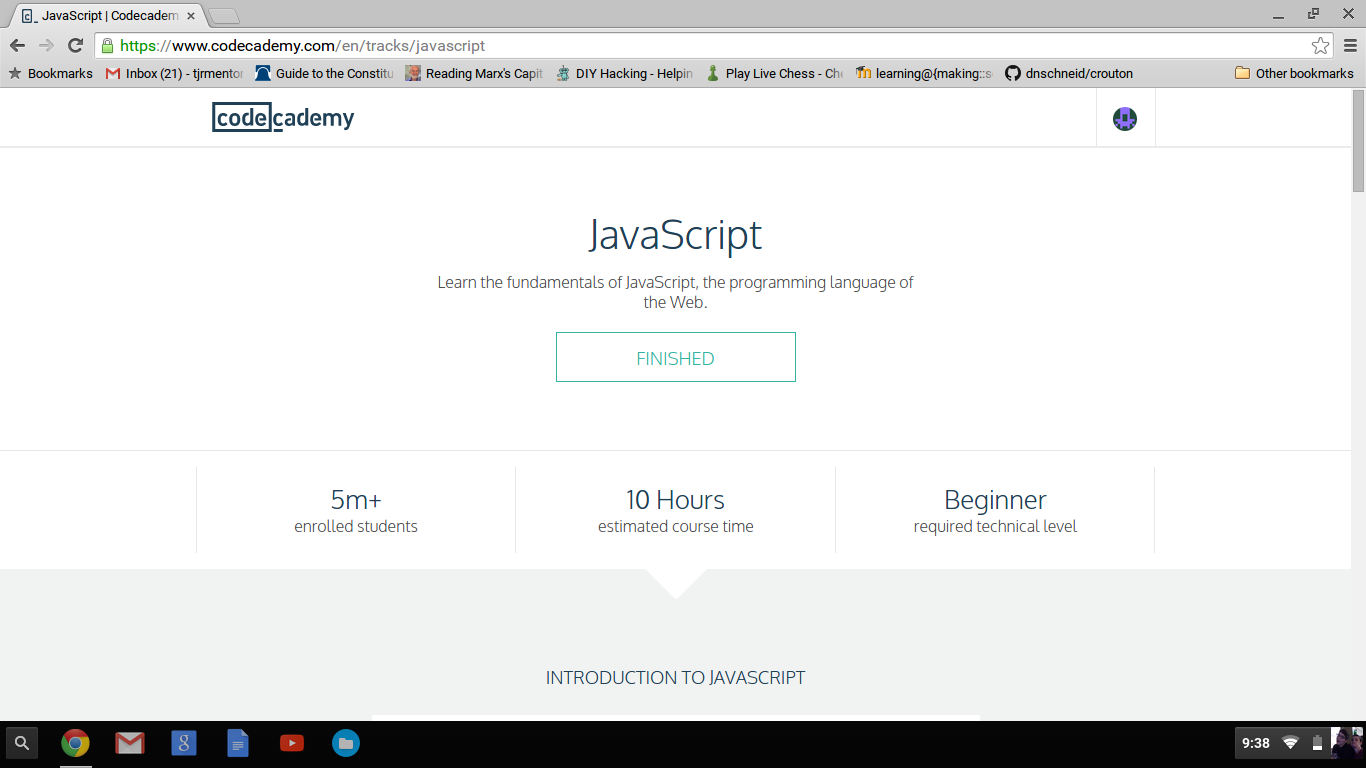 JavaScript | Codecadem
https://www.codecademy.com/en/tracks/javascript
Bookmarks
Inbox (21) - tjrmentor
Guide to the Constitu
Reading Marx's Capit
DIY Hacking - Helpin
Play Live Chess - Ch
learning@{making::s
dnschneid/crouton
Other bookmarks
codecademy
JavaScript
Learn the fundamentals of JavaScript, the programming language of
the Web.
FINISHED
5m+
enrolled students
10 Hours
estimated course time
Beginner
required technical level
INTRODUCTION TO JAVASCRIPT
9:38